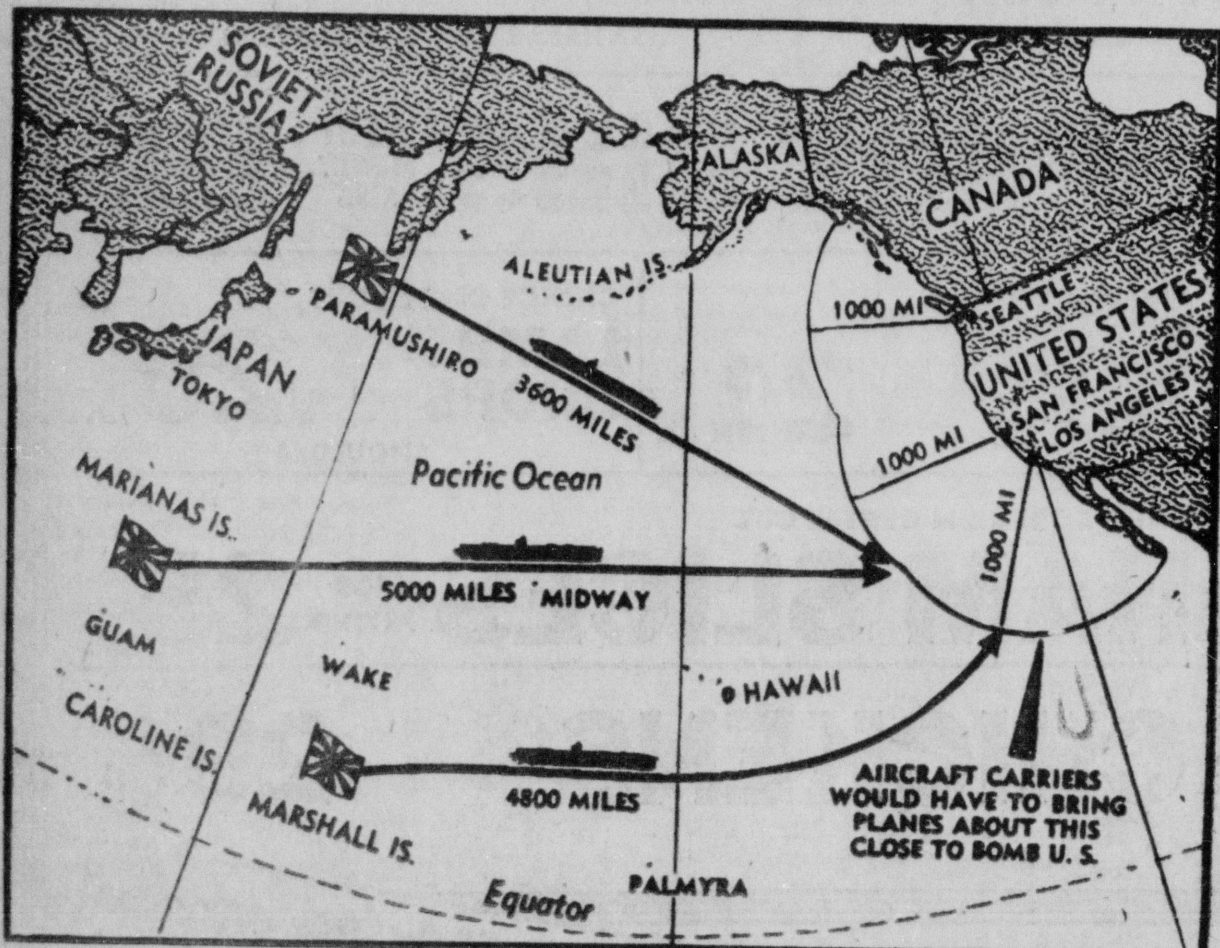 SOVIET
RUSSIA
ALASKA
CANADA
ALEUTIAN IS.
PARAMUSHIRO
JAPAN
TOKYO
3600 MILES
1000 MI
SEATTLE
UNITED STATES
SAN FRANCISCO
LOS ANGELES
1000 MI
1000 MI
Pacific Ocean
MARIANAS IS.
5000 MILES
MIDWAY
GUAM
WAKE
HAWAII
CAROLINE IS.
MARSHALL IS.
4800 MILES
AIRCRAFT CARRIERS
WOULD HAVE TO BRING
PLANES ABOUT THIS
CLOSE TO BOMB U. S.
PALMYRA
Equator